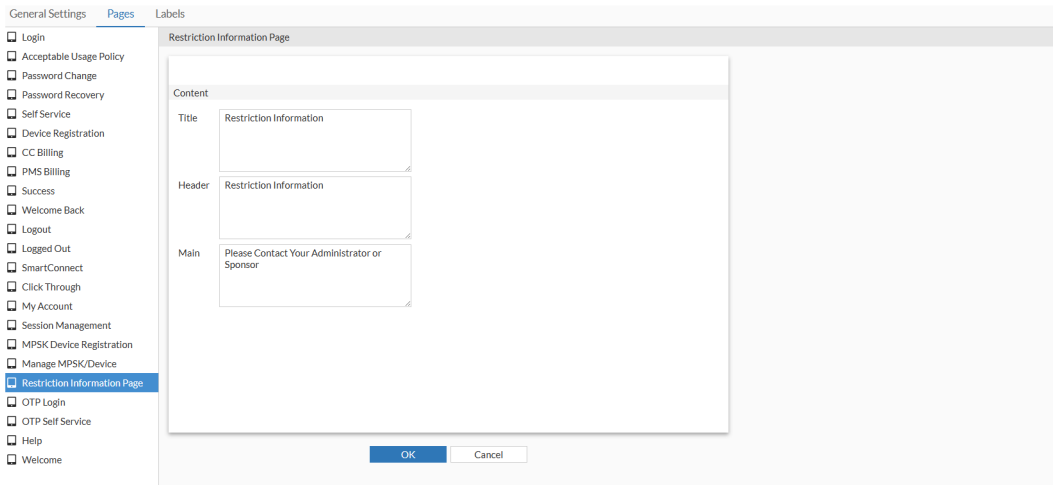 General Settings Pages Labels
Login
Acceptable Usage Policy
Password Change
Password Recovery
Self Service
Device Registration
CC Billing
PMS Billing
Success
Welcome Back
Logout
Logged Out
SmartConnect
Click Through
My Account
Session Management
MPSK Device Registration
Manage MPSK/Device
Restriction Information Page
OTP Login
OTP Self Service
Help
Welcome
Restriction Information Page
Content
Title Restriction Information
Header Restriction Information
Main Please Contact Your Administrator or
Sponsor
OK Cancel